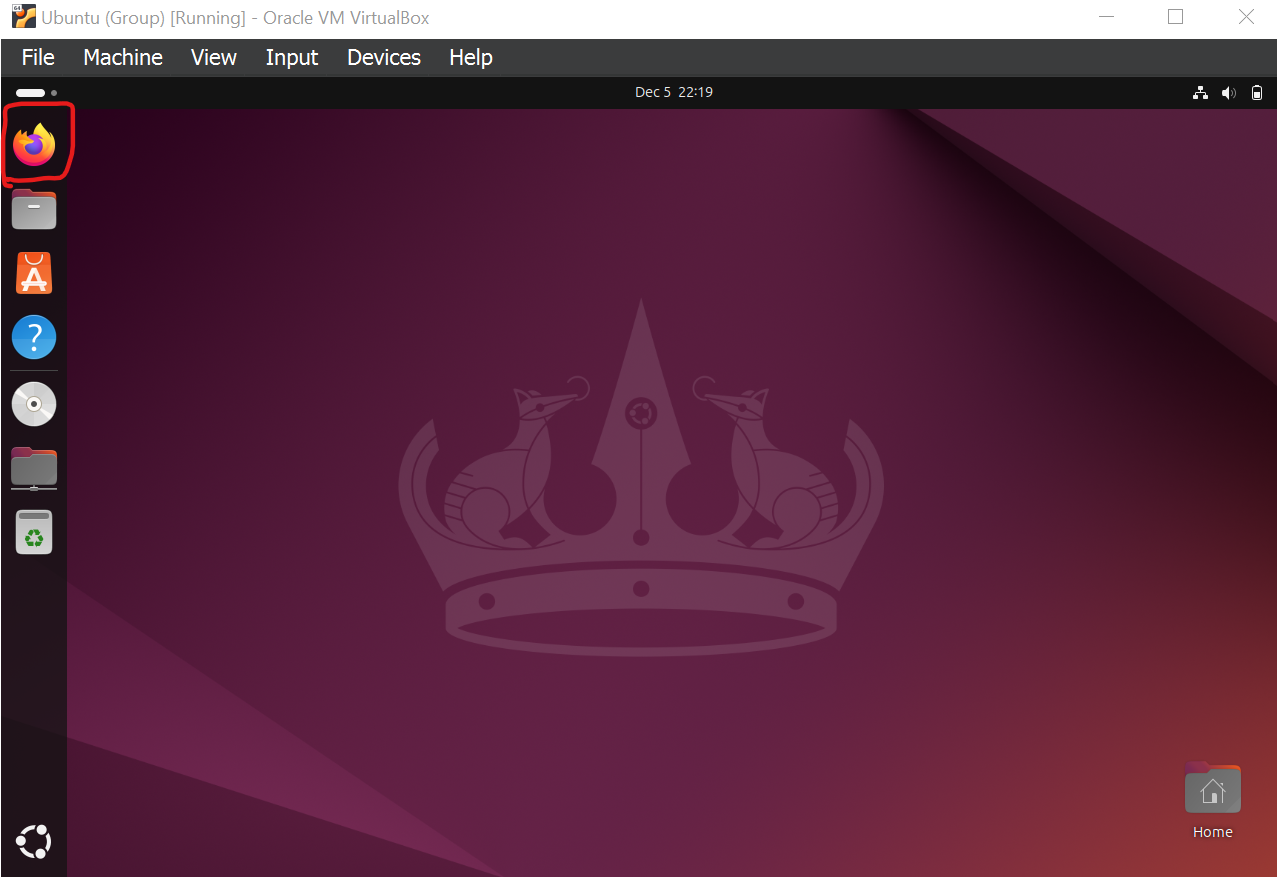 Ubuntu (Group) [Running] - Oracle VM VirtualBox
File Machine View Input Devices Help
Dec 5 22:19
Home